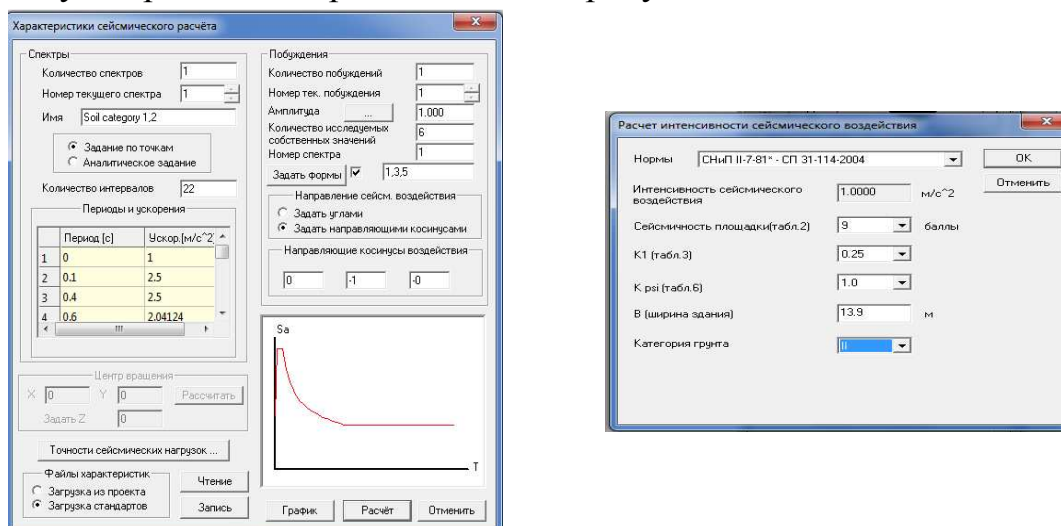 Характеристики сейсмического расчёта
Спектры
Количество спектров 1
Номер текущего спектра 1
Имя Soil category 1,2
Задание по точкам
Аналитическое задание
Количество интервалов 22
Периоды и ускорения
Период [с] Ускор.[м/с^2]
1 0 1
2 0.1 2.5
3 0.4 2.5
4 0.6 2.04124
Центр вращения
X 0 Y 0 Рассчитать
Задать Z 0
Точности сейсмических нагрузок ...
Файлы характеристик
Загрузка из проекта
Загрузка стандартов
Чтение
Запись
Побуждения
Количество побуждений 1
Номер тек. побуждения 1
Амплитуда ... 1.000
Количество исследуемых
собственных значений 6
Номер спектра 1
Задать формы 1,3,5
Направление сейсм. воздействия
Задать углами
Задать направляющими косинусами
Направляющие косинусы воздействия
0 -1 -0
Sa
T
График Расчёт Отменить
Расчет интенсивности сейсмического воздействия
Нормы СНиП II-7-81* - СП 31-114-2004 OK
Отменить
Интенсивность сейсмического
воздействия 1.0000 м/с^2
Сейсмичность площадки(табл.2) 9 баллы
K1 (табл.3) 0.25
K psi (табл.6) 1.0
B (ширина здания) 13.9 м
Категория грунта II